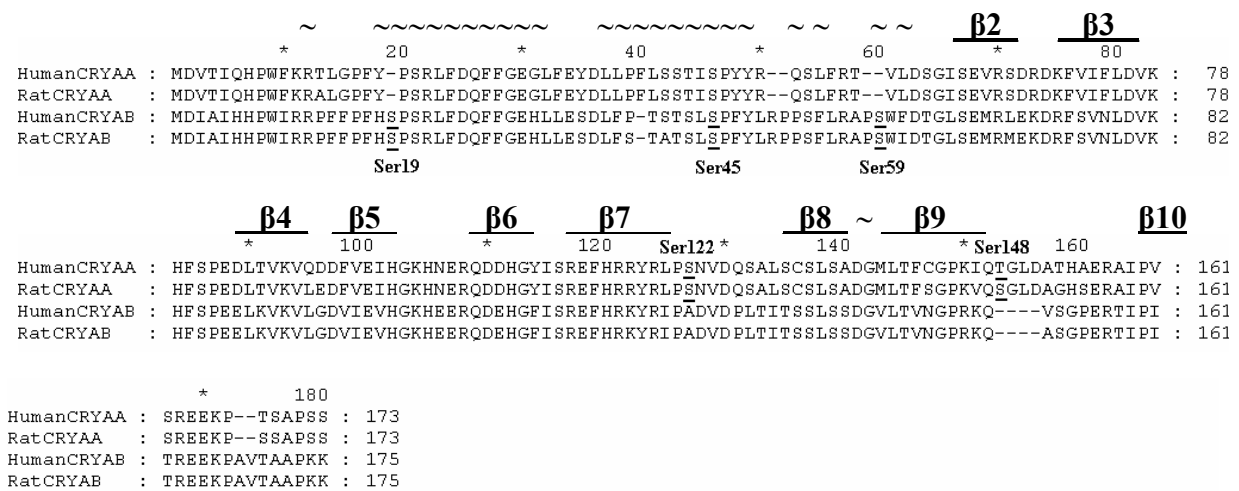 ~ ~~~~~~~~~~ ~~~~~~~~~~ ~ ~ ~ ~ β2 β3
* 20 * 40 * 60 * 80
HumanCRYAA : MDVTIQHPWFKRTLGPFY-PSRLFDQFFGEGLFEYDLLPFLSSTISPYYR--QSLFRT--VLDSGISEVRSDRDKFVIFLDVK : 78
RatCRYAA : MDVTIQHPWFKRALGPFY-PSRLFDQFFGEGLFEYDLLPFLSSTISPYYR--QSLFRT--VLDSGISEVRSDRDKFVIFLDVK : 78
HumanCRYAB : MDIAIHHPWIRRPFFPFHSPSRLFDQFFGEHLLESDLFP-TSTSLSPFYLRPPSFLRAPSWFDTGLSEMRLEKDRFSVNLDVK : 82
RatCRYAB : MDIAIHHPWIRRPFFPFHSPSRLFDQFFGEHLLESDLFS-TATSLSPFYLRPPSFLRAPSWIDTGLSEMRMEKDRFSVNLDVK : 82
Ser19 Ser45 Ser59
β4 β5 β6 β7 β8 ~ β9 β10
* 100 * 120 Ser122 * 140 * Ser148 160
HumanCRYAA : HFSPEDLTVKVQDDFVEIHGKHNERQDDHGYISREFHRRYRLPSNVDQSALSCSLSADGMLTFCGPKIQTGLDATHAERAIPV : 161
RatCRYAA : HFSPEDLTVKVLEDFVEIHGKHNERQDDHGYISREFHRRYRLPSNVDQSALSCSLSADGMLTFSGPKVQSGLDAGHSERAIPV : 161
HumanCRYAB : HFSPEELKVKVLGDVIEVHGKHEERQDEHGFISREFHRKYRIPADVDPLTITSSLSSDGVLTVNGPRKQ----VSGPERTIPI : 161
RatCRYAB : HFSPEELKVKVLGDVIEVHGKHEERQDEHGFISREFHRKYRIPADVDPLTITSSLSSDGVLTVNGPRKQ----ASGPERTIPI : 161
* 180
HumanCRYAA : SREEKP--TSAPSS : 173
RatCRYAA : SREEKP--SSAPSS : 173
HumanCRYAB : TREEKPAVTAAPKK : 175
RatCRYAB : TREEKPAVTAAPKK : 175